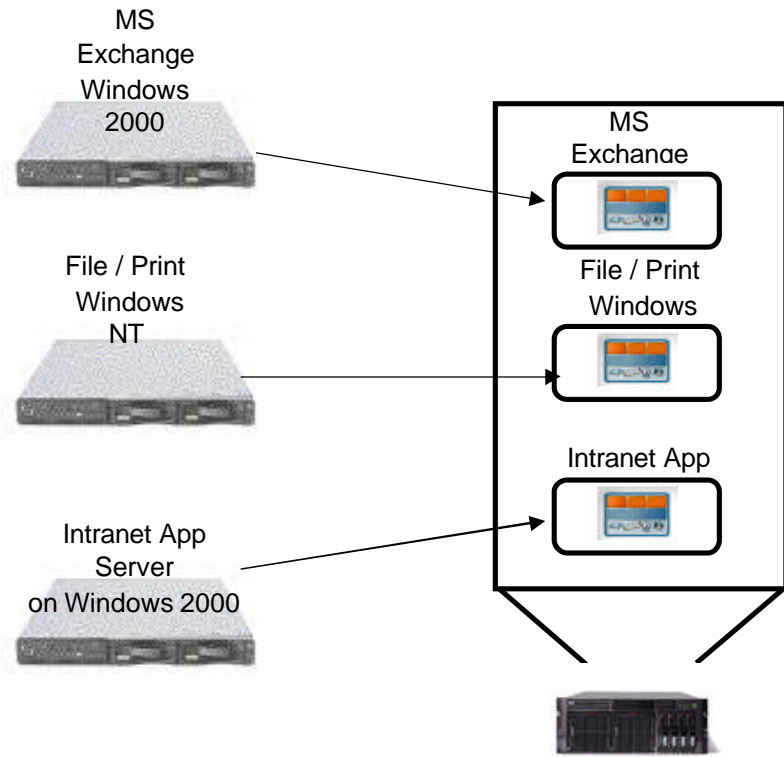 MS
Exchange
Windows
2000
File / Print
Windows
NT
Intranet App
Server
on Windows 2000
MS
Exchange
File / Print
Windows
Intranet App